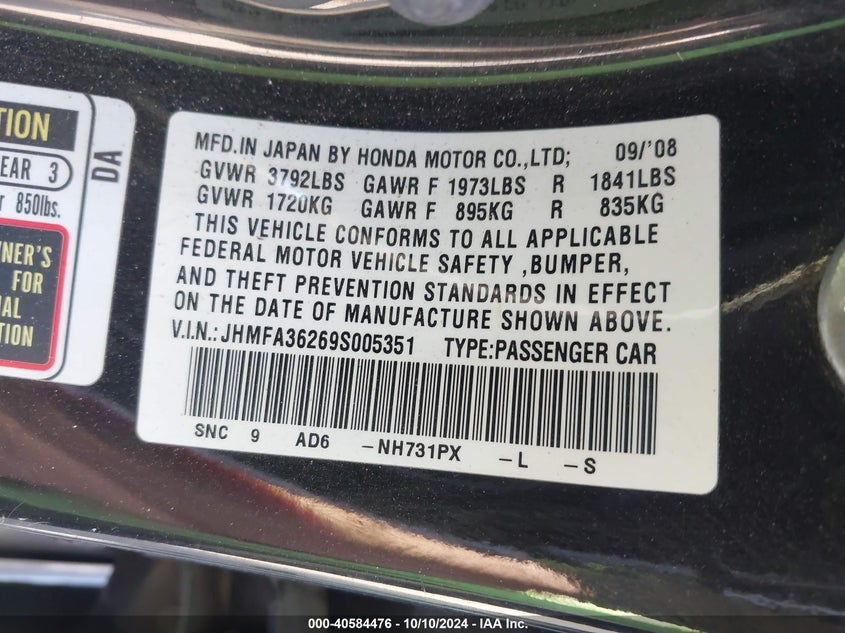 TION
EAR 3
r 850lbs.
DA
WNER'S
FOR
NAL
TION
MFD.IN JAPAN BY HONDA MOTOR CO.,LTD; 09/'08
GVWR 3792LBS GAWR F 1973LBS R 1841LBS
GVWR 1720KG GAWR F 895KG R 835KG
THIS VEHICLE CONFORMS TO ALL APPLICABLE
FEDERAL MOTOR VEHICLE SAFETY ,BUMPER,
AND THEFT PREVENTION STANDARDS IN EFFECT
ON THE DATE OF MANUFACTURE SHOWN ABOVE.
V.I.N.: JHMFA36269S005351 TYPE:PASSENGER CAR
SNC 9 AD6 -NH731PX -L -S
000-40584476 - 10/10/2024 - IAA Inc.